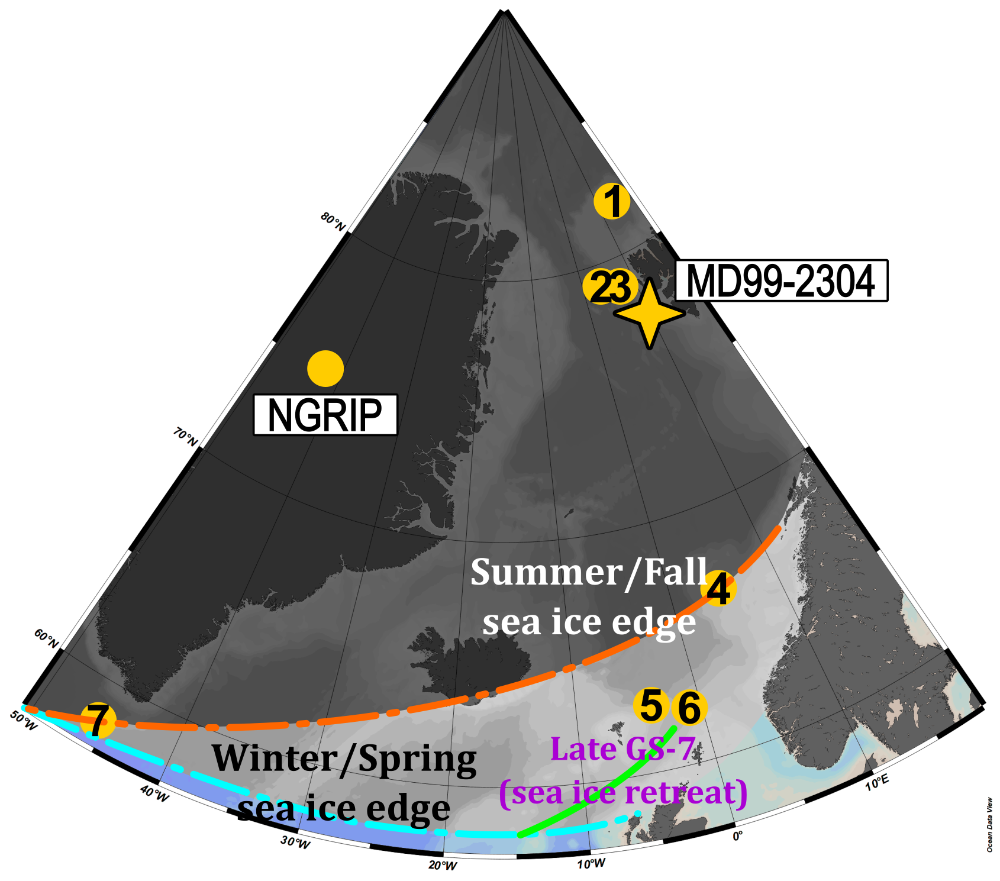 1
80°N
MD99-2304
23
NGRIP
70°N
Summer/Fall
sea ice edge
4
60°N
5
6
7
50°W
Late GS-7
(sea ice retreat)
Winter/Spring
sea ice edge
40°W
30°W
20°W
10°W
0°
10°E
Ocean Data View